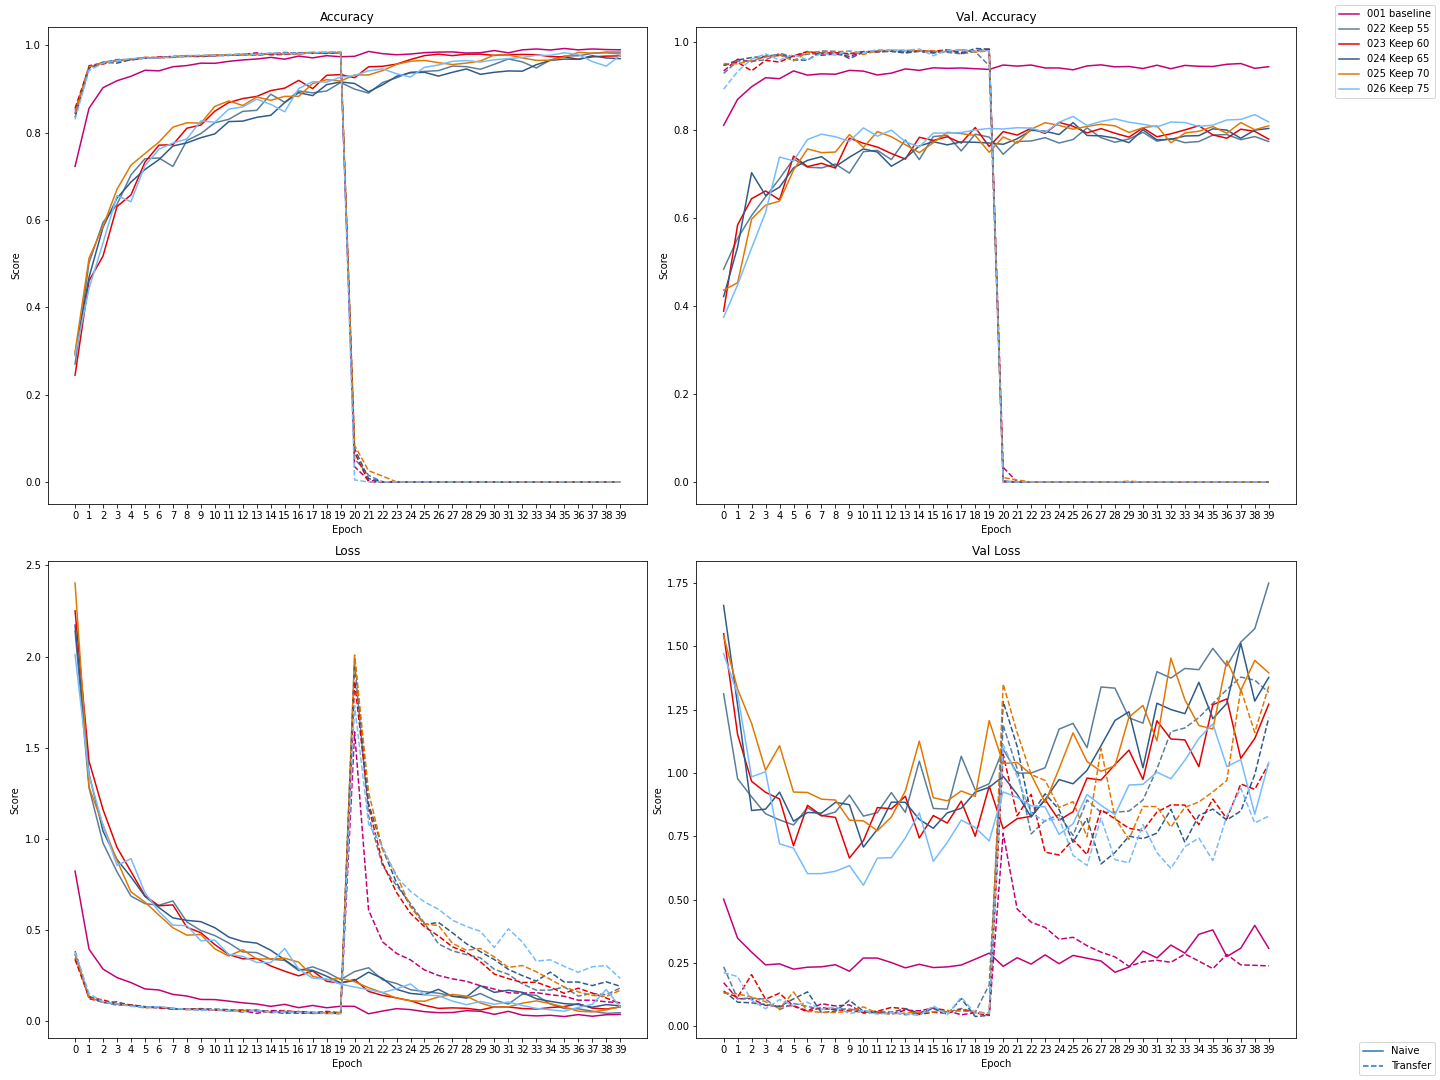 Accuracy
Score
1.0
0.8
0.6
0.4
0.2
0.0
0 1 2 3 4 5 6 7 8 9 10 11 12 13 14 15 16 17 18 19 20 21 22 23 24 25 26 27 28 29 30 31 32 33 34 35 36 37 38 39
Epoch
Val. Accuracy
Score
1.0
0.8
0.6
0.4
0.2
0.0
0 1 2 3 4 5 6 7 8 9 10 11 12 13 14 15 16 17 18 19 20 21 22 23 24 25 26 27 28 29 30 31 32 33 34 35 36 37 38 39
Epoch
001 baseline
022 Keep 55
023 Keep 60
024 Keep 65
025 Keep 70
026 Keep 75
Loss
Score
2.5
2.0
1.5
1.0
0.5
0.0
0 1 2 3 4 5 6 7 8 9 10 11 12 13 14 15 16 17 18 19 20 21 22 23 24 25 26 27 28 29 30 31 32 33 34 35 36 37 38 39
Epoch
Val Loss
Score
1.75
1.50
1.25
1.00
0.75
0.50
0.25
0.00
0 1 2 3 4 5 6 7 8 9 10 11 12 13 14 15 16 17 18 19 20 21 22 23 24 25 26 27 28 29 30 31 32 33 34 35 36 37 38 39
Epoch
Naive
Transfer